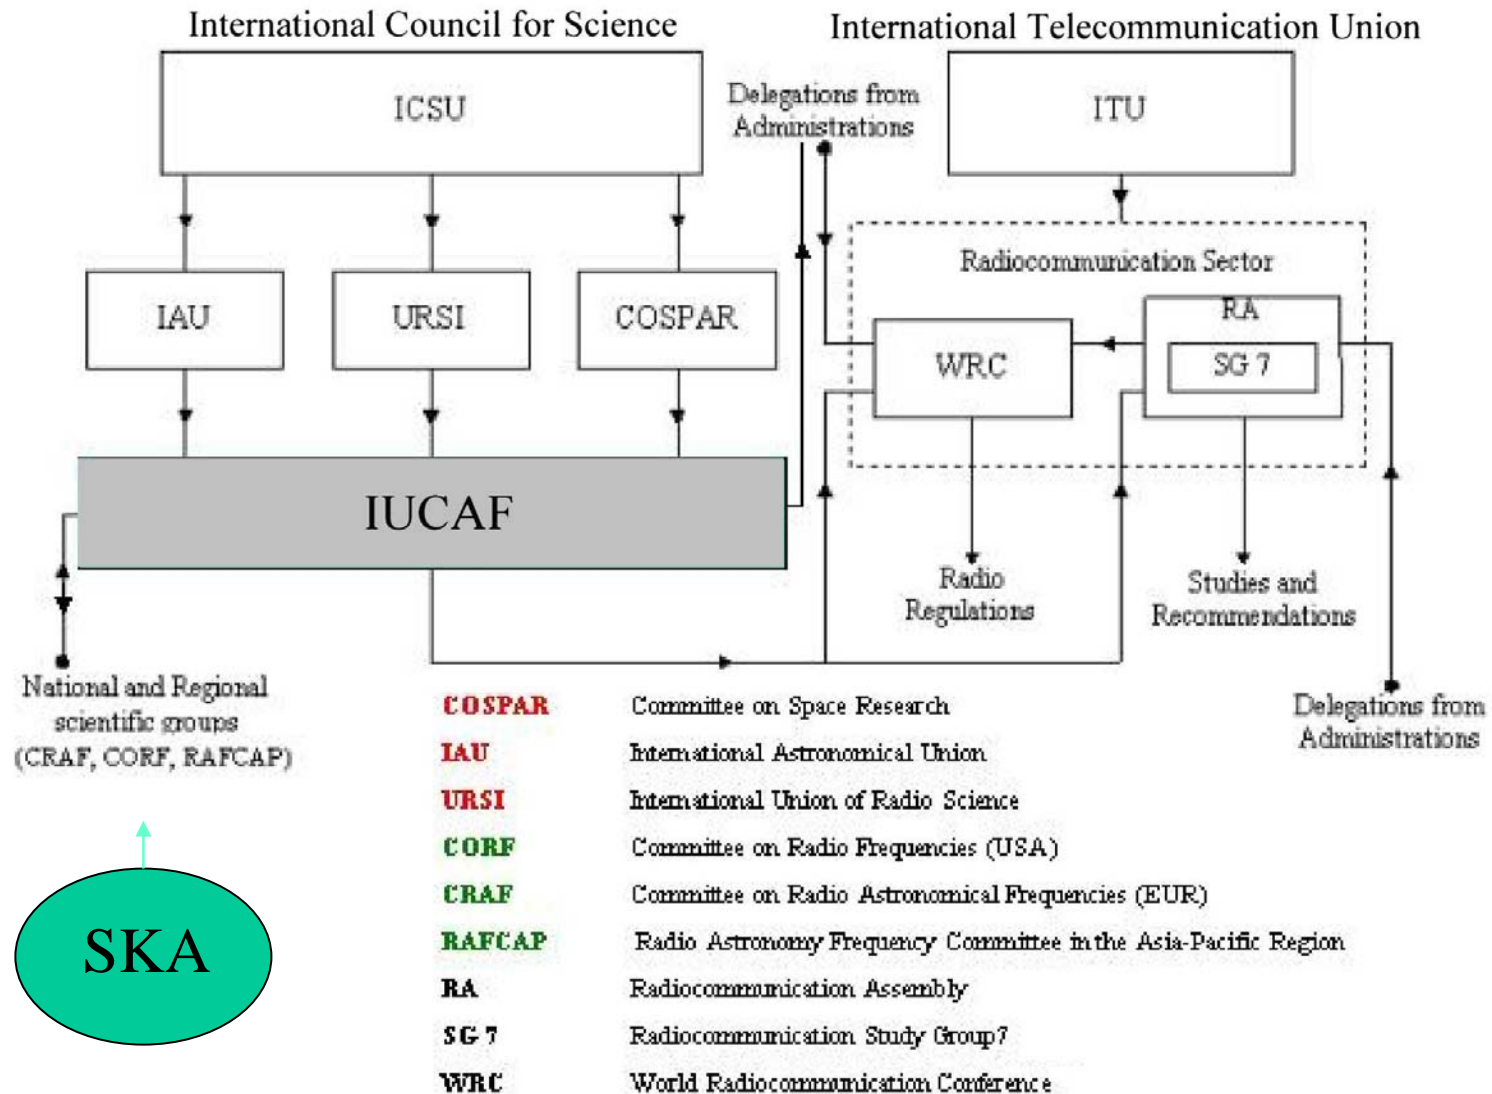 International Council for Science
International Telecommunication Union
ICSU
Delegations from
Administrations
ITU
Radiocommunication Sector
IAU
URSI
COSPAR
WRC
RA
SG 7
IUCAF
Radio
Regulations
Studies and
Recommendations
National and Regional
scientific groups
(CRAF, CORF, RAFCAP)
Delegations from
Administrations
COSPAR Committee on Space Research
IAU International Astronomical Union
URSI International Union of Radio Science
CORF Committee on Radio Frequencies (USA)
CRAF Committee on Radio Astronomical Frequencies (EUR)
RAFCAP Radio Astronomy Frequency Committee in the Asia-Pacific Region
RA Radiocommunication Assembly
SG 7 Radiocommunication Study Group7
WRC World Radiocommunication Conference
SKA